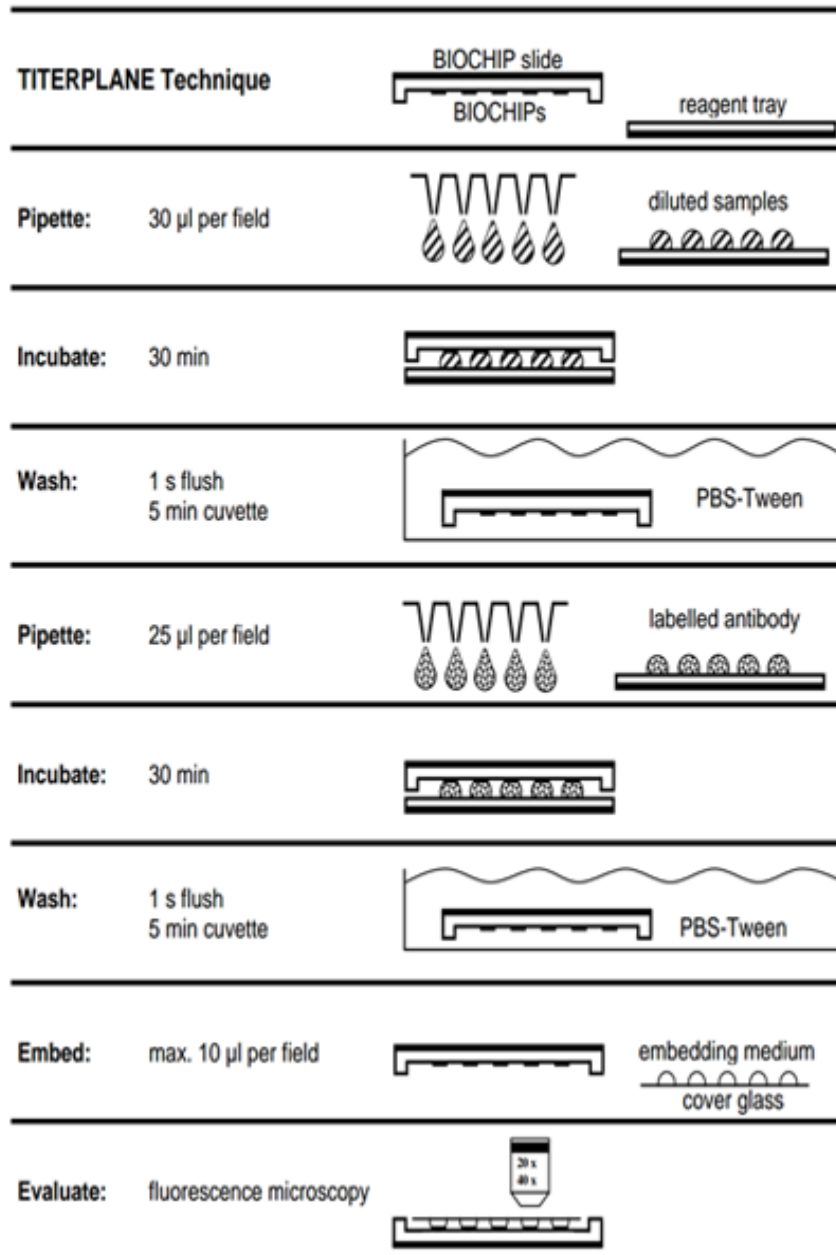 TITERPLANE Technique
BIOCHIP slide
BIOCHIPs
reagent tray
Pipette: 30 µl per field
diluted samples
Incubate: 30 min
Wash: 1 s flush
5 min cuvette
PBS-Tween
Pipette: 25 µl per field
labelled antibody
Incubate: 30 min
Wash: 1 s flush
5 min cuvette
PBS-Tween
Embed: max. 10 µl per field
embedding medium
cover glass
Evaluate: fluorescence microscopy
20 x
40 x